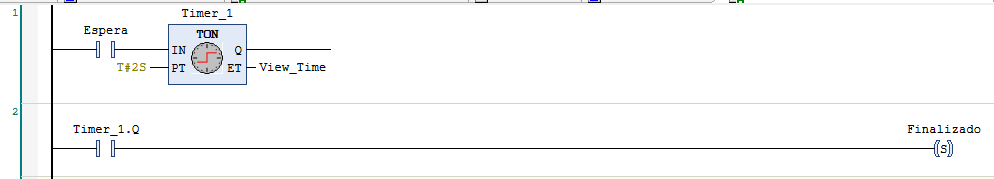 1
Timer_1
Espera
TON
IN Q
T#2S PT ET View_Time
2
Timer_1.Q Finalizado
S